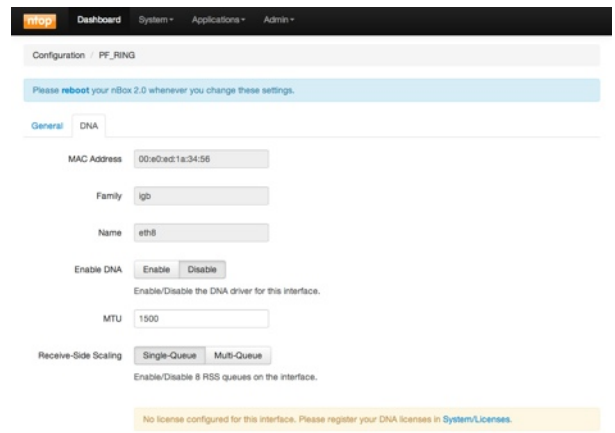 ntop Dashboard System Applications Admin
Configuration / PF_RING
Please reboot your nBox 2.0 whenever you change these settings.
General DNA
MAC Address 00:e0:ed:1a:34:56
Family igb
Name eth8
Enable DNA Enable Disable
Enable/Disable the DNA driver for this interface.
MTU 1500
Receive-Side Scaling Single-Queue Multi-Queue
Enable/Disable 8 RSS queues on the interface.
No license configured for this interface. Please register your DNA licenses in System/Licenses.